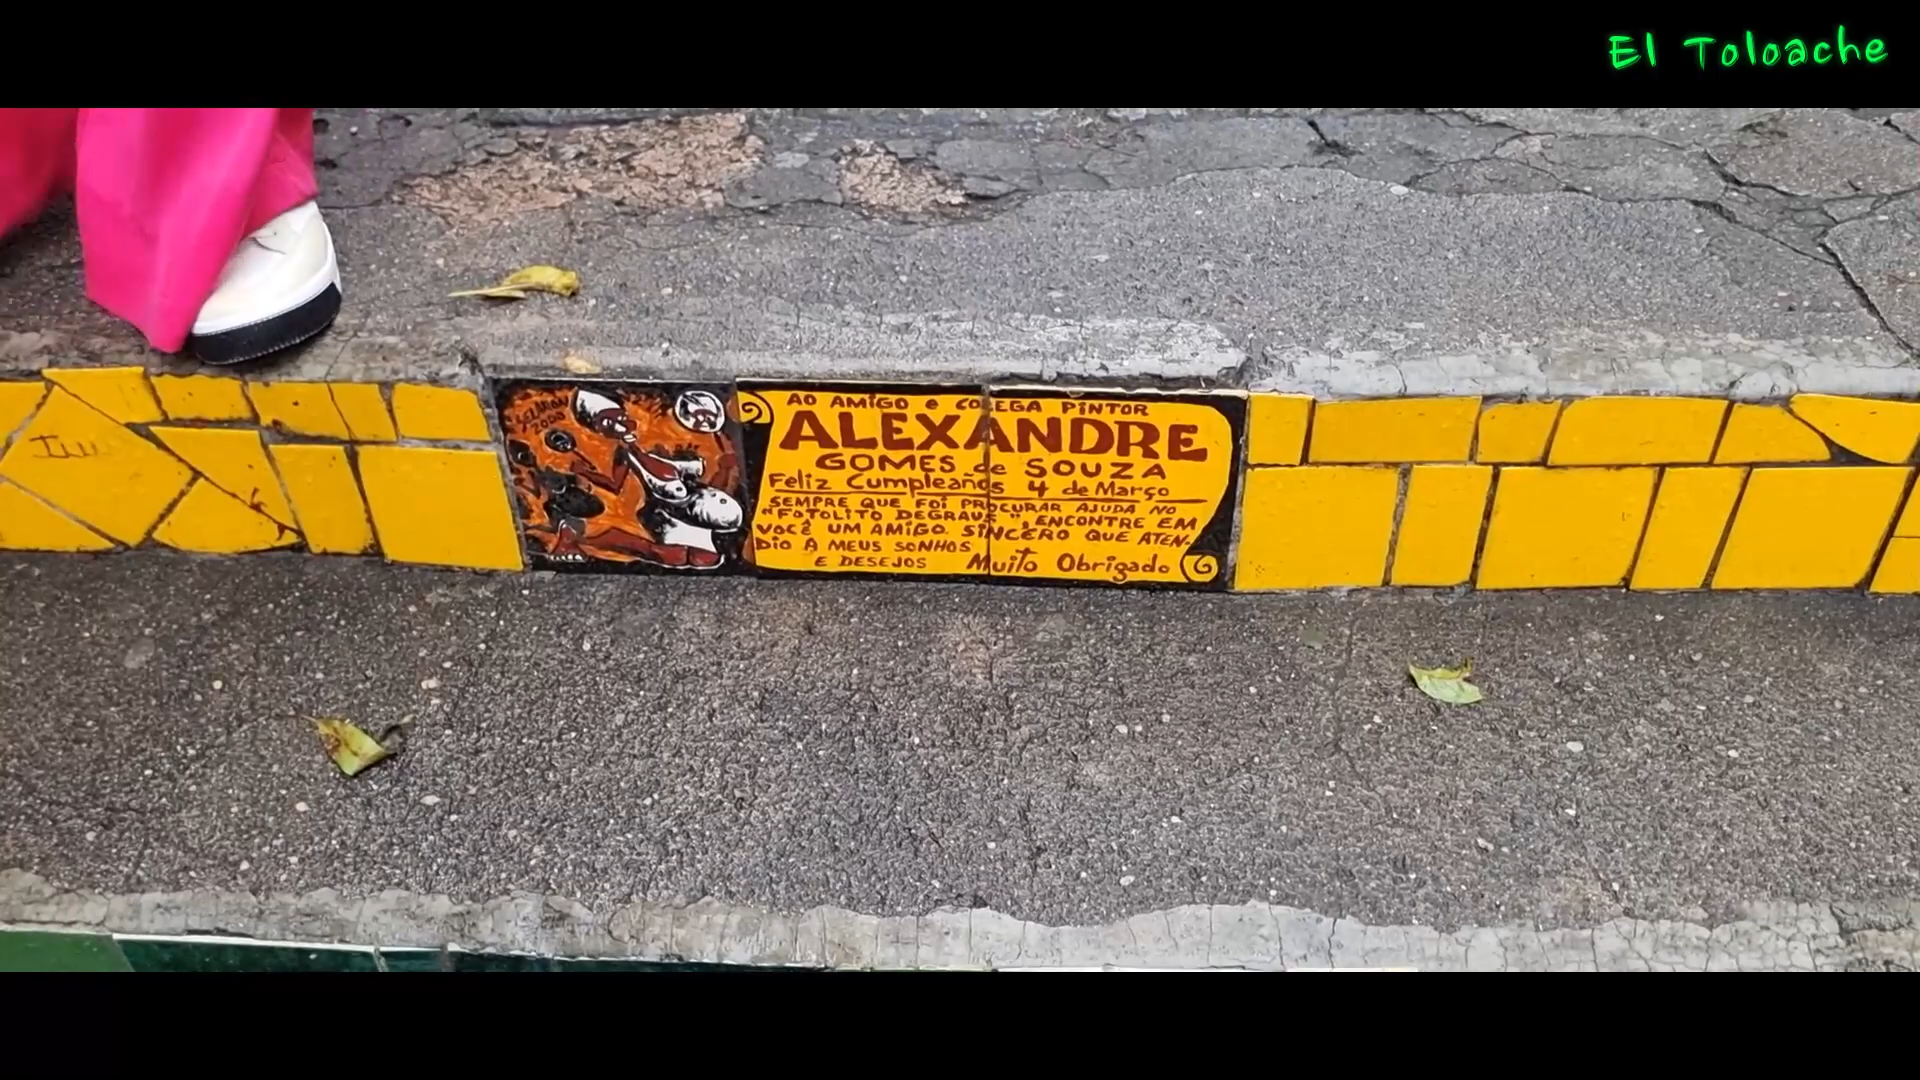 El Toloache
SELARON
2000
AO AMIGO e COLEGA PINTOR
ALEXANDRE
GOMES de SOUZA
Feliz Cumpleaños 4 de Março
SEMPRE QUE FOI PROCURAR AJUDA NO
"FOTOLITO DEGRAUS", ENCONTRE EM
VOCÊ UM AMIGO SINCERO QUE ATEN-
DIO A MEUS SONHOS
E DESEJOS Muito Obrigado